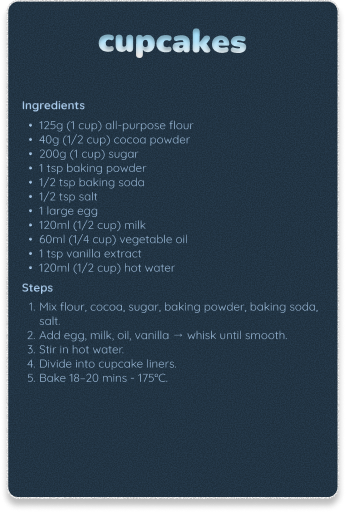 cupcakes
Ingredients
• 125g (1 cup) all-purpose flour
• 40g (1/2 cup) cocoa powder
• 200g (1 cup) sugar
• 1 tsp baking powder
• 1/2 tsp baking soda
• 1/2 tsp salt
• 1 large egg
• 120ml (1/2 cup) milk
• 60ml (1/4 cup) vegetable oil
• 1 tsp vanilla extract
• 120ml (1/2 cup) hot water
Steps
1. Mix flour, cocoa, sugar, baking powder, baking soda,
salt.
2. Add egg, milk, oil, vanilla → whisk until smooth.
3. Stir in hot water.
4. Divide into cupcake liners.
5. Bake 18–20 mins - 175°C.